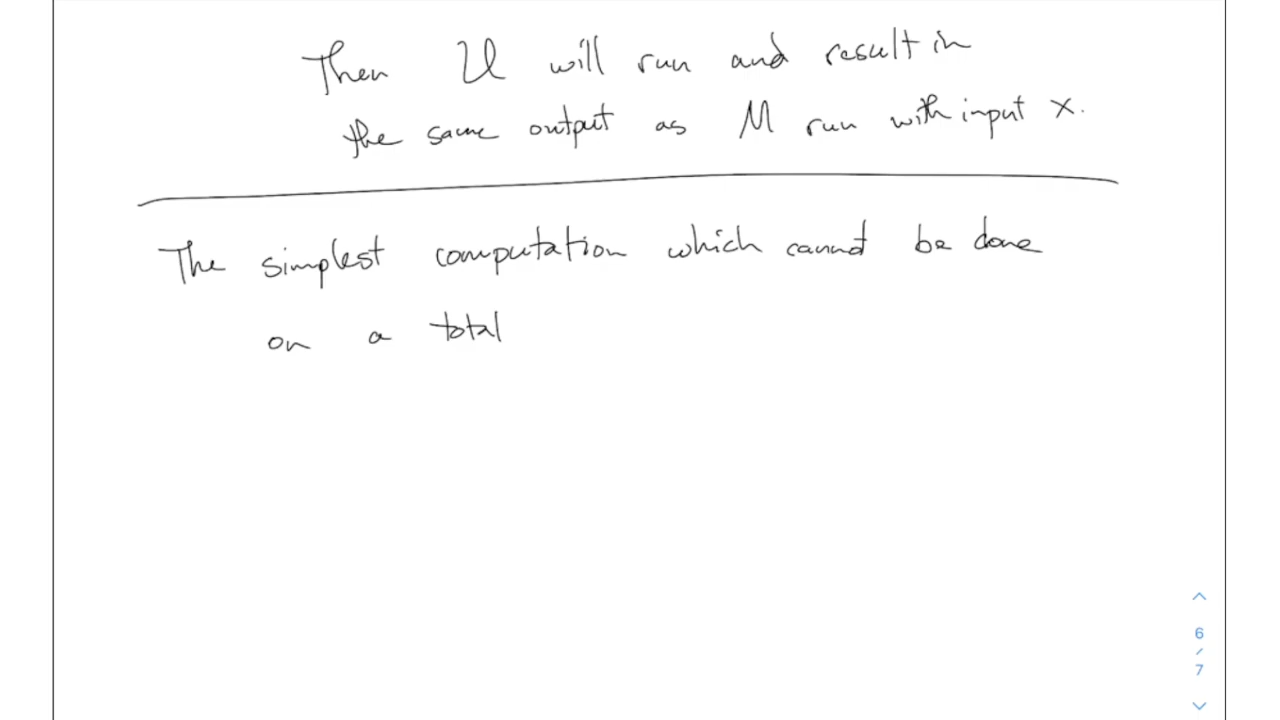 Then U will run and result in
the same output as M run with input x.
The simplest computation which cannot be done
on a total
6
/
7